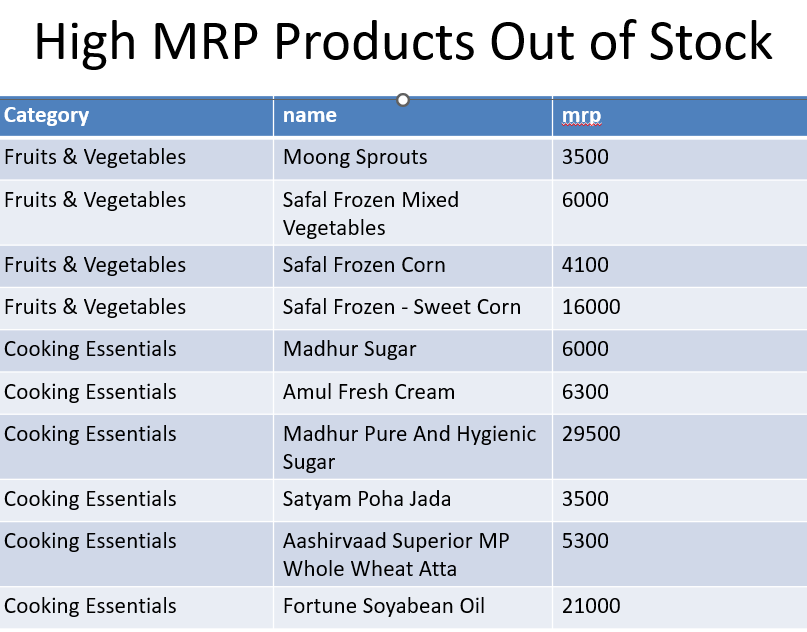 High MRP Products Out of Stock
Category name mrp
Fruits & Vegetables Moong Sprouts 3500
Fruits & Vegetables Safal Frozen Mixed Vegetables 6000
Fruits & Vegetables Safal Frozen Corn 4100
Fruits & Vegetables Safal Frozen - Sweet Corn 16000
Cooking Essentials Madhur Sugar 6000
Cooking Essentials Amul Fresh Cream 6300
Cooking Essentials Madhur Pure And Hygienic Sugar 29500
Cooking Essentials Satyam Poha Jada 3500
Cooking Essentials Aashirvaad Superior MP Whole Wheat Atta 5300
Cooking Essentials Fortune Soyabean Oil 21000